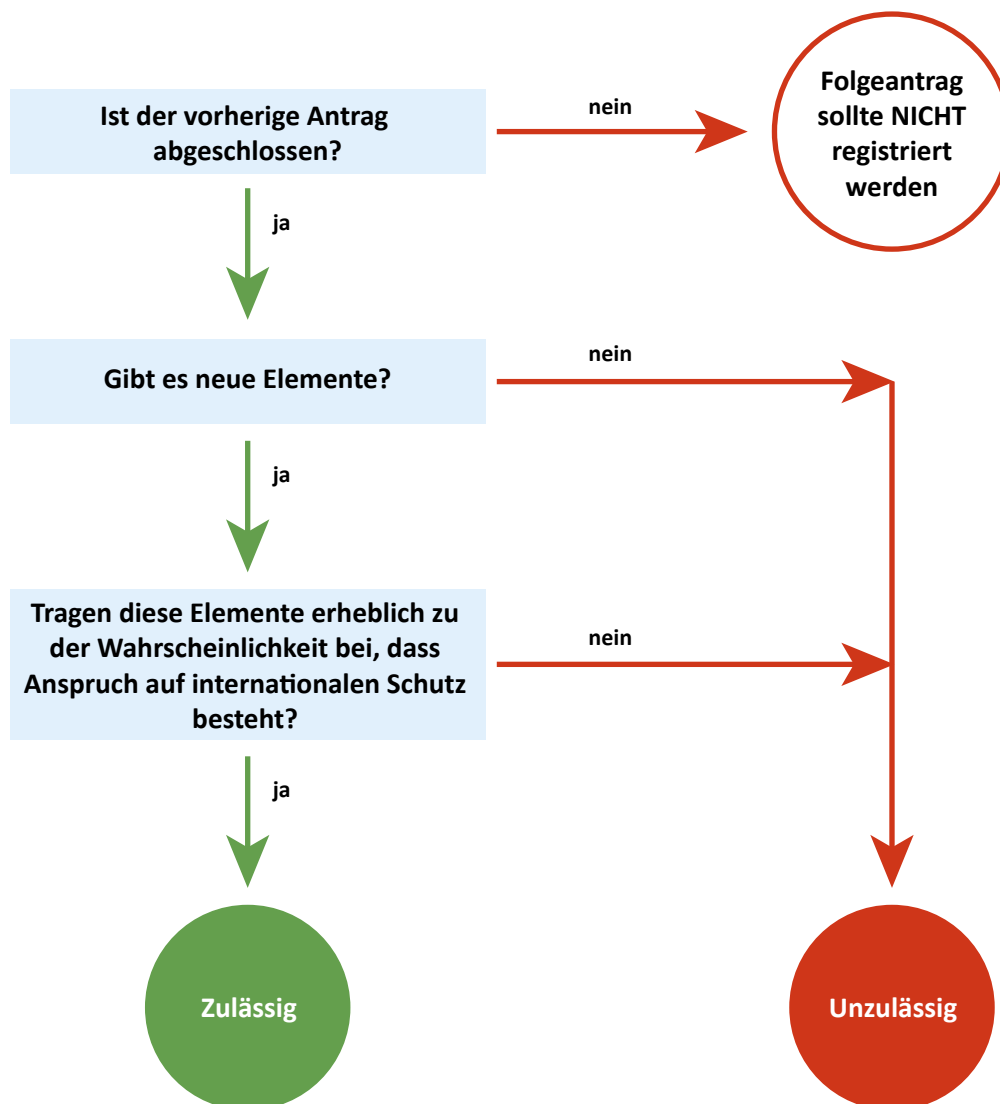 Ist der vorherige Antrag
abgeschlossen?
nein
Folgeantrag
sollte NICHT
registriert
werden
ja
Gibt es neue Elemente?
nein
ja
Tragen diese Elemente erheblich zu
der Wahrscheinlichkeit bei, dass
Anspruch auf internationalen Schutz
besteht?
nein
ja
Zulässig
Unzulässig